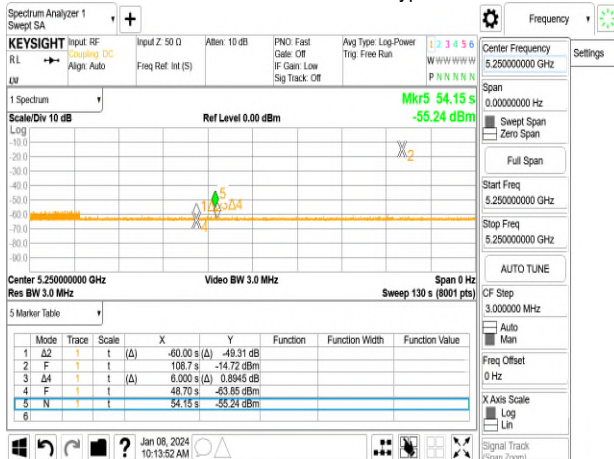 Spectrum Analyzer 1
Swept SA
Frequency
KEYSIGHT
RL
Input: RF
Coupling: DC
Align: Auto
Input Z: 50 Ω
Freq Ref: Int (S)
Atten: 10 dB
PNO: Fast
Gate: Off
IF Gain: Low
Sig Track: Off
Avg Type: Log-Power
Trig: Free Run
1 2 3 4 5 6
W W W W W W
P N N N N N
Center Frequency
5.250000000 GHz
Settings
Span
0.00000000 Hz
Swept Span
Zero Span
Full Span
Start Freq
5.250000000 GHz
Stop Freq
5.250000000 GHz
AUTO TUNE
CF Step
3.000000 MHz
Auto
Man
Freq Offset
0 Hz
X Axis Scale
Log
Lin
Signal Track
(Span Zoom)
1 Spectrum
Scale/Div 10 dB
Ref Level 0.00 dBm
Mkr5 54.15 s
-55.24 dBm
Log
-10.0
-20.0
-30.0
-40.0
-50.0
-60.0
-70.0
-80.0
-90.0
2
5
1Δ2
3Δ4
4
Center 5.250000000 GHz
Res BW 3.0 MHz
Video BW 3.0 MHz
Span 0 Hz
Sweep 130 s (8001 pts)
5 Marker Table
Mode Trace Scale X Y Function Function Width Function Value
1 Δ2 1 t (Δ) -60.00 s (Δ) -49.31 dB
2 F 1 t 108.7 s -14.72 dBm
3 Δ4 1 t (Δ) 6.000 s (Δ) 0.8945 dB
4 F 1 t 48.70 s -63.85 dBm
5 N 1 t 54.15 s -55.24 dBm
6
?
Jan 08, 2024
10:13:52 AM